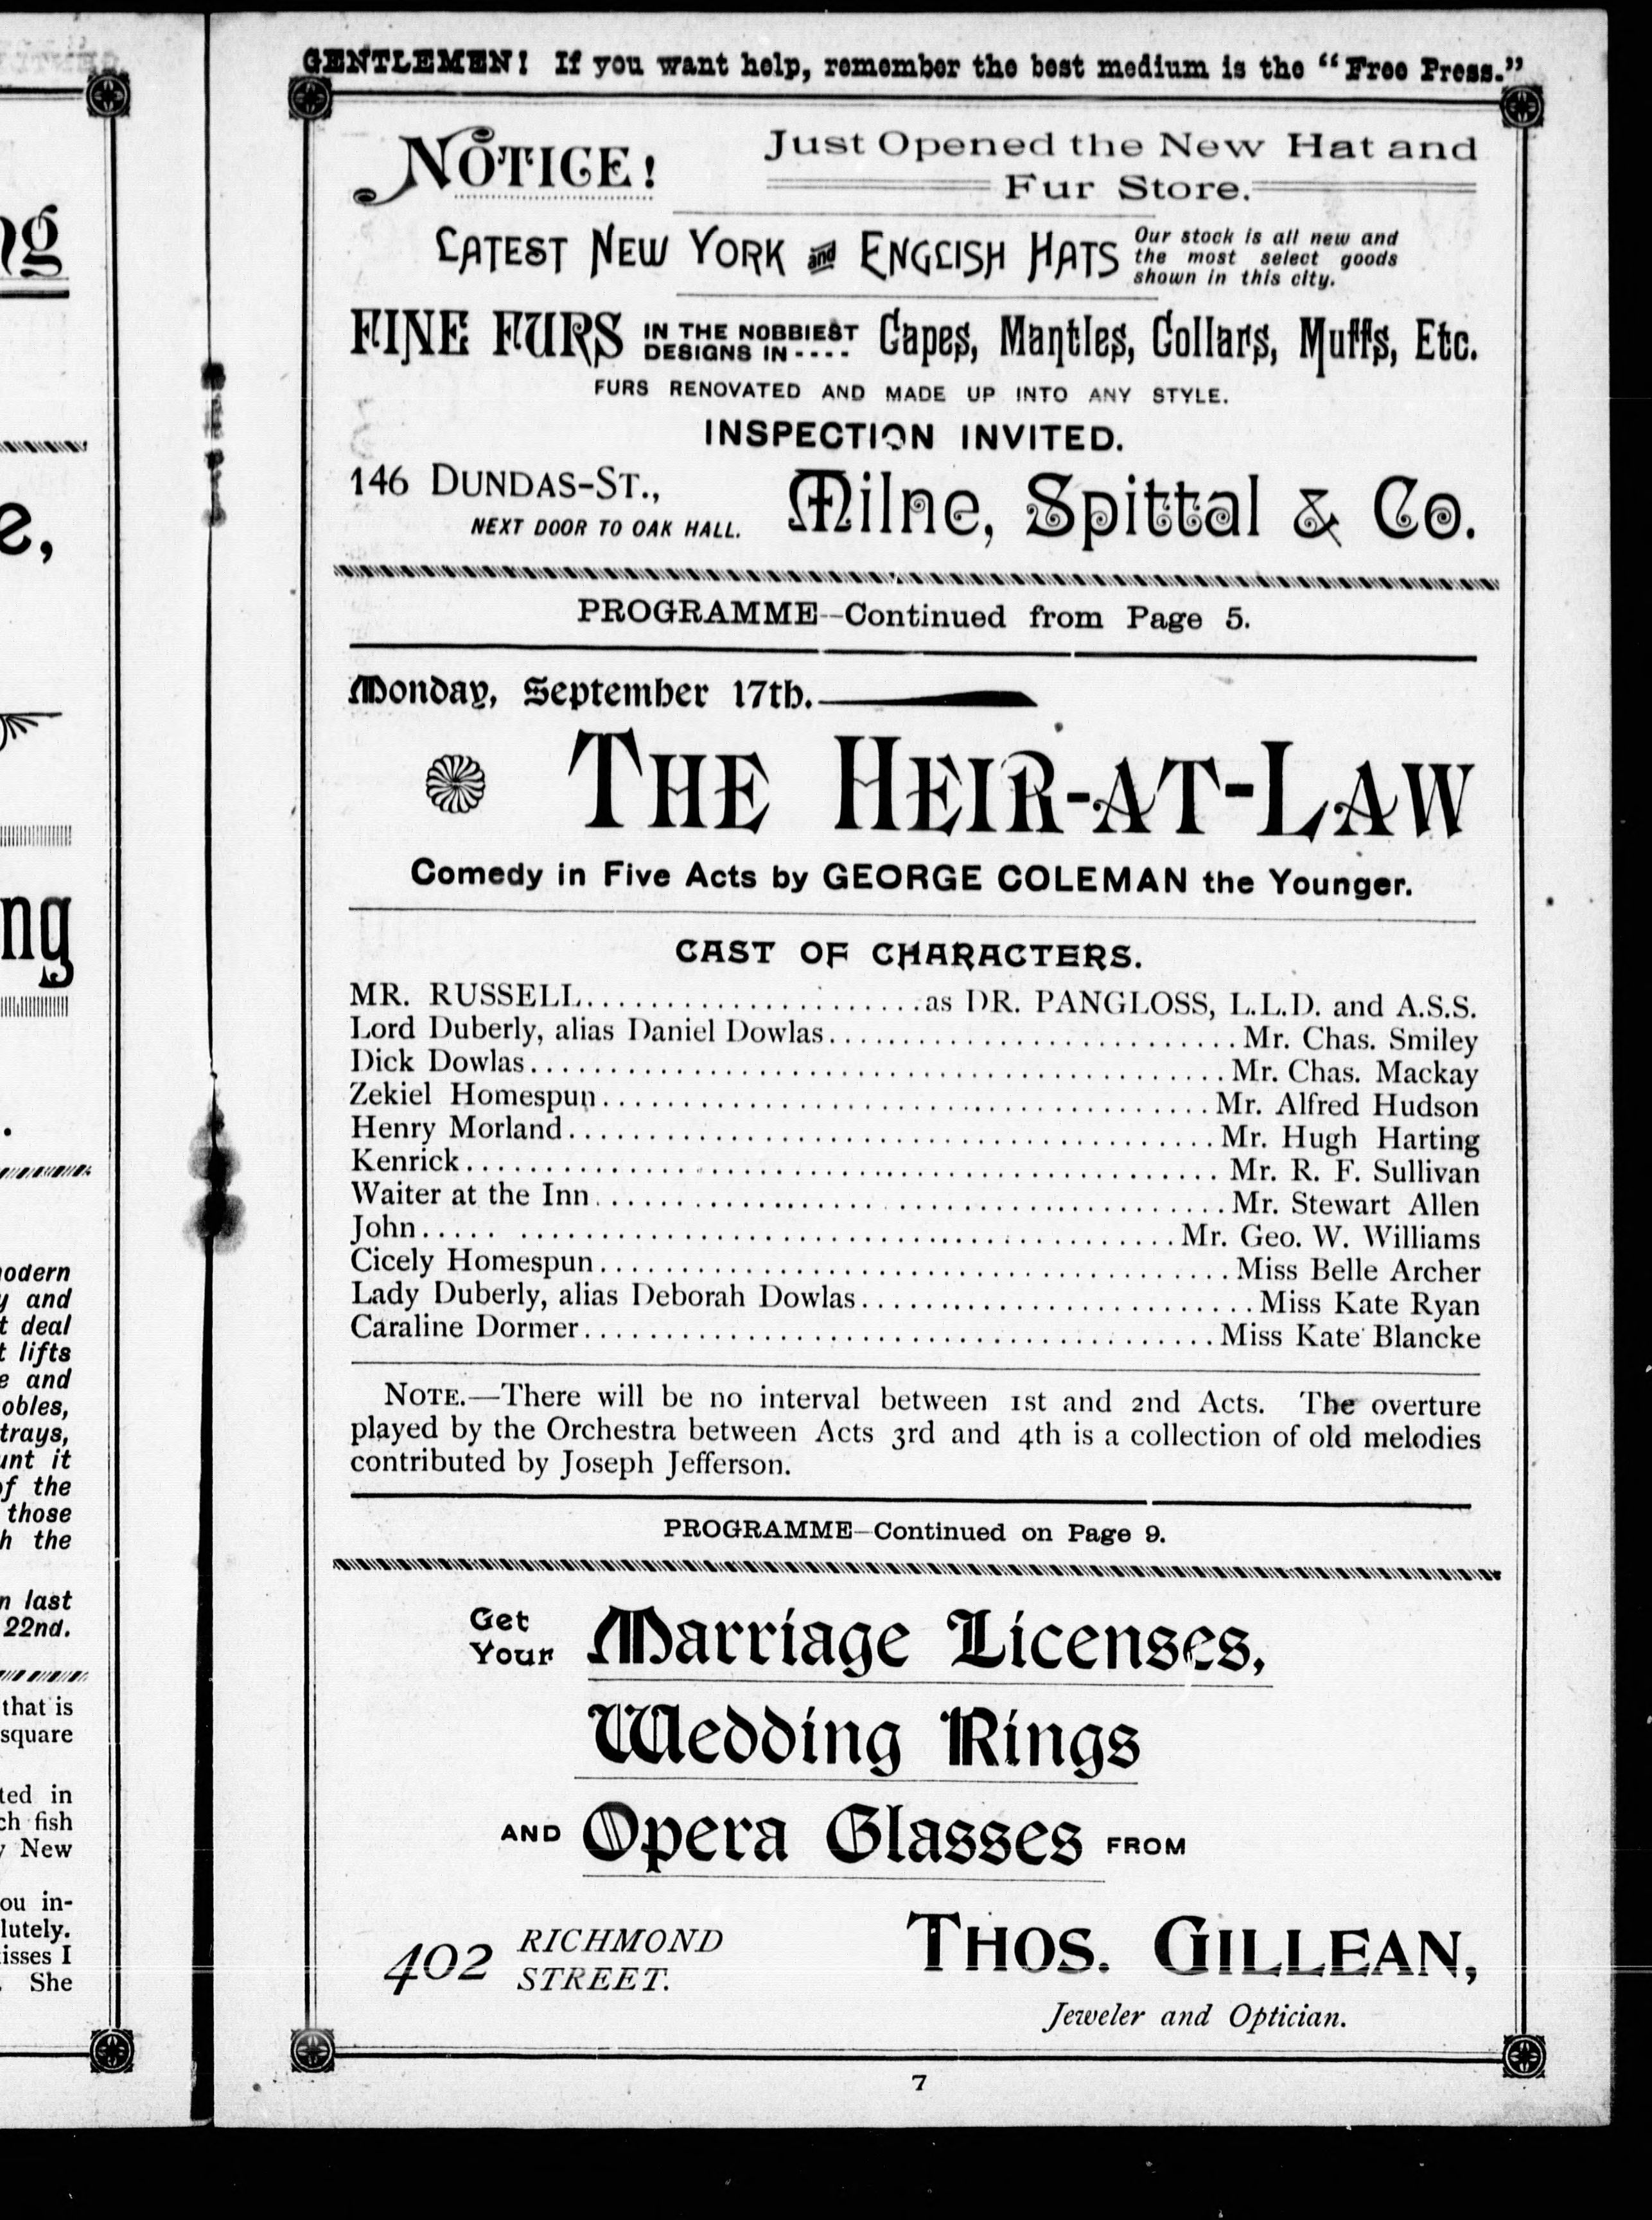 GENTLEMEN! If you want help, remember the best medium is the "Free Press."
NOTICE!
Just Opened the New Hat and
Fur Store.
LATEST NEW YORK and ENGLISH HATS
Our stock is all new and
the most select goods
shown in this city.
FINE FURS IN THE NOBBIEST
DESIGNS IN - - - -
Capes, Mantles, Collars, Muffs, Etc.
FURS RENOVATED AND MADE UP INTO ANY STYLE.
INSPECTION INVITED.
146 DUNDAS-ST.,
NEXT DOOR TO OAK HALL.
Milne, Spittal & Co.
PROGRAMME--Continued from Page 5.
Monday, September 17th.
THE HEIR-AT-LAW
Comedy in Five Acts by GEORGE COLEMAN the Younger.
CAST OF CHARACTERS.
MR. RUSSELL.........................as DR. PANGLOSS, L.L.D. and A.S.S.
Lord Duberly, alias Daniel Dowlas..............................Mr. Chas. Smiley
Dick Dowlas....................................................Mr. Chas. Mackay
Zekiel Homespun..............................................Mr. Alfred Hudson
Henry Morland................................................Mr. Hugh Harting
Kenrick........................................................Mr. R. F. Sullivan
Waiter at the Inn..............................................Mr. Stewart Allen
John..... ..................................................Mr. Geo. W. Williams
Cicely Homespun...............................................Miss Belle Archer
Lady Duberly, alias Deborah Dowlas.............................Miss Kate Ryan
Caraline Dormer...............................................Miss Kate Blancke
NOTE.—There will be no interval between 1st and 2nd Acts. The overture
played by the Orchestra between Acts 3rd and 4th is a collection of old melodies
contributed by Joseph Jefferson.
PROGRAMME—Continued on Page 9.
Get
Your
Marriage Licenses,
Wedding Rings
AND Opera Glasses FROM
402 RICHMOND
STREET.
THOS. GILLEAN,
Jeweler and Optician.
7